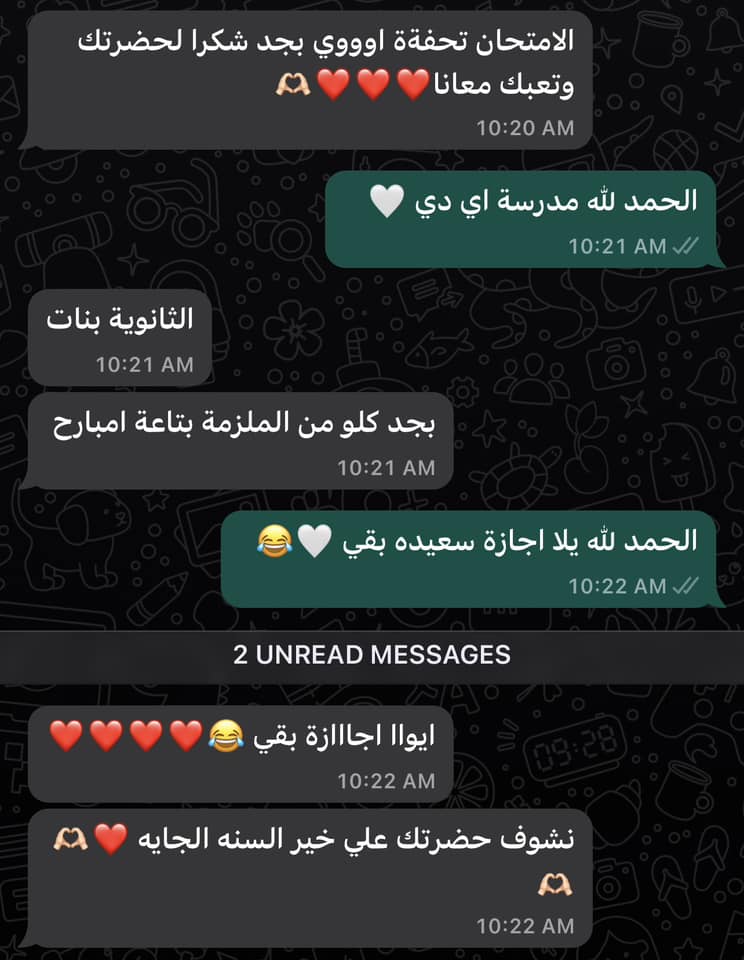 الامتحان تحفةة اوووي بجد شكرا لحضرتك
وتعبك معانا❤️❤️❤️🫶🏻
10:20 AM
الحمد لله مدرسة اي دي 🤍
10:21 AM
الثانوية بنات
10:21 AM
بجد كلو من الملزمة بتاعة امبارح
10:21 AM
الحمد لله يلا اجازة سعيده بقي 🤍😂
10:22 AM
2 UNREAD MESSAGES
ايواا اجااازة بقي 😂❤️❤️❤️❤️
10:22 AM
نشوف حضرتك علي خير السنه الجايه ❤️🫶🏻
🫶🏻
10:22 AM
09:28